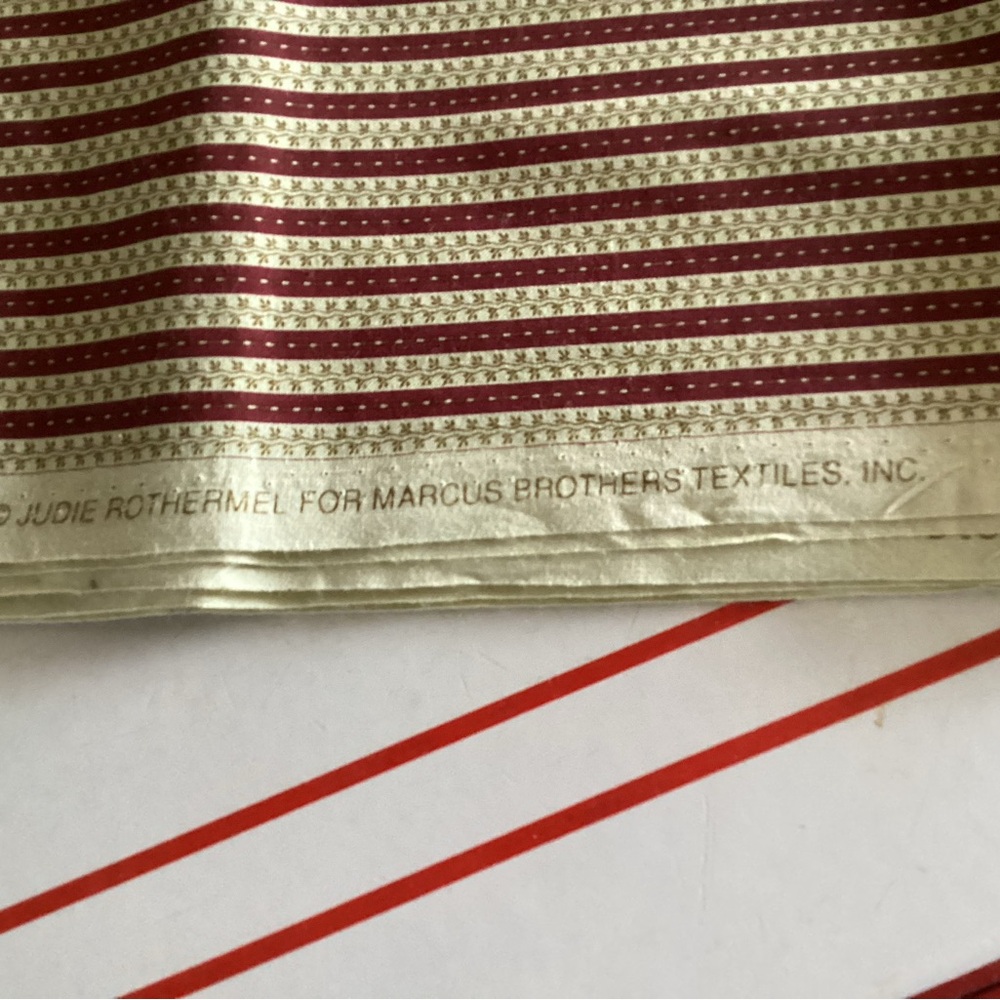 © JUDIE ROTHERMEL FOR MARCUS BROTHERS TEXTILES, INC.